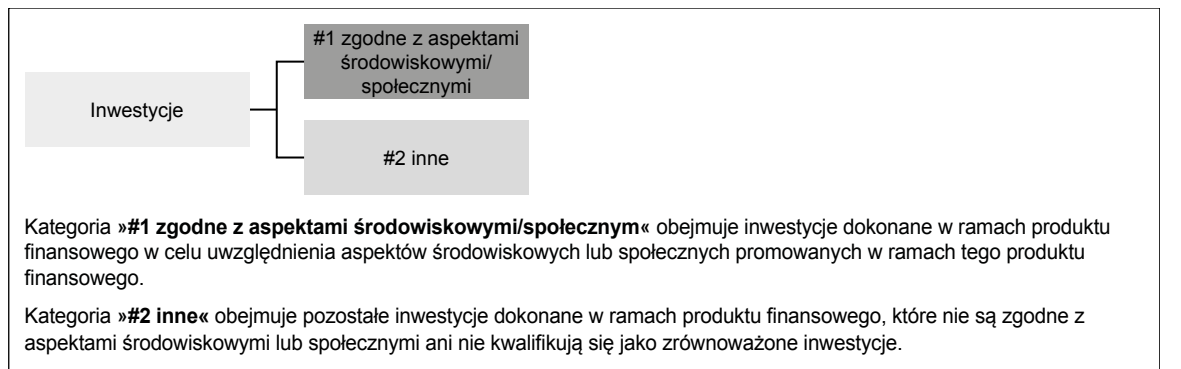 #1 zgodne z aspektami
środowiskowymi/
społecznymi
Inwestycje
#2 inne
Kategoria »#1 zgodne z aspektami środowiskowymi/społecznym« obejmuje inwestycje dokonane w ramach produktu
finansowego w celu uwzględnienia aspektów środowiskowych lub społecznych promowanych w ramach tego produktu
finansowego.
Kategoria »#2 inne« obejmuje pozostałe inwestycje dokonane w ramach produktu finansowego, które nie są zgodne z
aspektami środowiskowymi lub społecznymi ani nie kwalifikują się jako zrównoważone inwestycje.